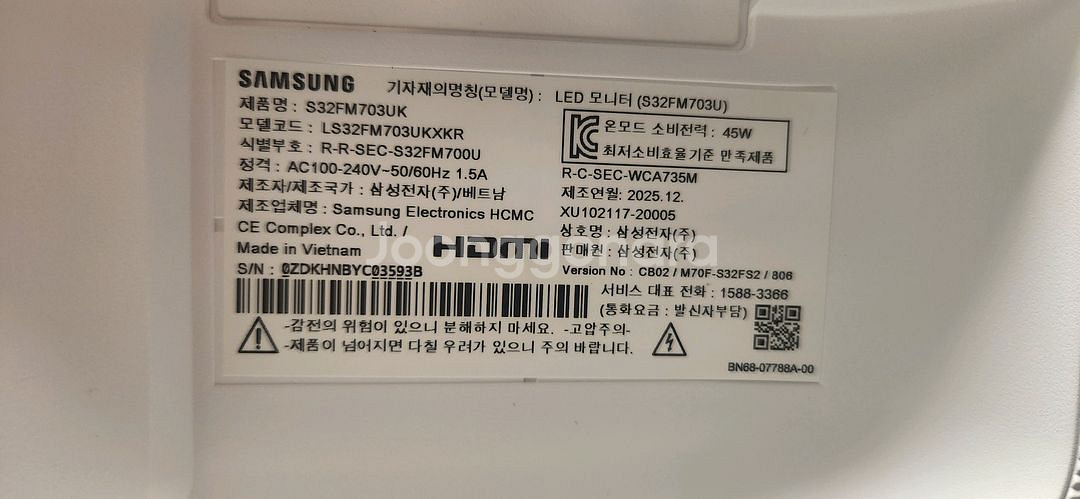 SAMSUNG
기자재의명칭(모델명) : LED 모니터 (S32FM703U)
제품명 : S32FM703UK
모델코드 : LS32FM703UKXKR
식별부호 : R-R-SEC-S32FM700U
정격 : AC100-240V~50/60Hz 1.5A
제조자/제조국가 : 삼성전자(주)/베트남
제조업체명 : Samsung Electronics HCMC
CE Complex Co., Ltd. /
Made in Vietnam
HDMI
S/N : 0ZDKHNBYC03593B
온모드 소비전력 : 45W
최저소비효율기준 만족제품
R-C-SEC-WCA735M
제조연월: 2025.12.
XU102117-20005
상호명 : 삼성전자(주)
판매원 : 삼성전자(주)
Version No : CB02 / M70F-S32FS2 / 806
서비스 대표 전화 : 1588-3366
(통화요금 : 발신자부담)
-감전의 위험이 있으니 분해하지 마세요. -고압주의-
-제품이 넘어지면 다칠 우려가 있으니 주의 바랍니다.
BN68-07788A-00
Joonggonara